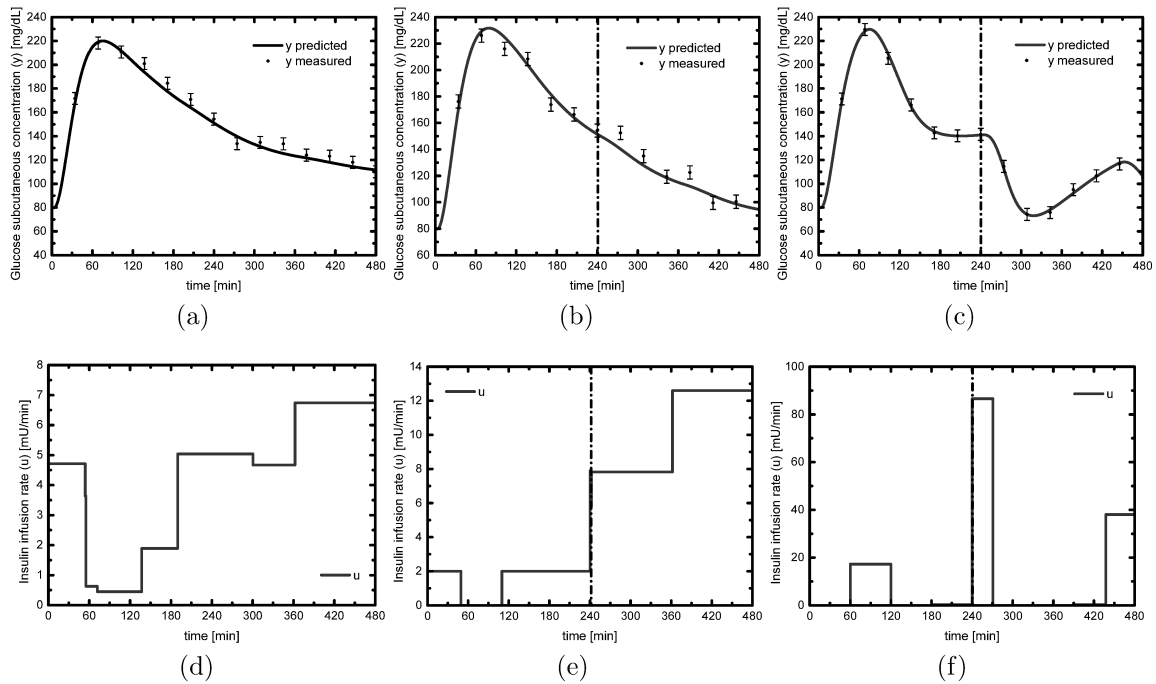 Glucose subcutaneous concentration (y) [mg/dL]
240
220
200
180
160
140
120
100
80
60
40
y predicted
y measured
0 60 120 180 240 300 360 420 480
time [min]
(a)
Glucose subcutaneous concentration (y) [mg/dL]
240
220
200
180
160
140
120
100
80
60
y predicted
y measured
0 60 120 180 240 300 360 420 480
time [min]
(b)
Glucose subcutaneous concentration (y) [mg/dL]
240
220
200
180
160
140
120
100
80
60
40
y predicted
y measured
0 60 120 180 240 300 360 420 480
time [min]
(c)
Insulin infusion rate (u) [mU/min]
8
7
6
5
4
3
2
1
0
u
0 60 120 180 240 300 360 420 480
time [min]
(d)
Insulin infusion rate (u) [mU/min]
14
12
10
8
6
4
2
0
u
0 60 120 180 240 300 360 420 480
time [min]
(e)
Insulin infusion rate (u) [mU/min]
100
80
60
40
20
0
u
0 60 120 180 240 300 360 420 480
time [min]
(f)